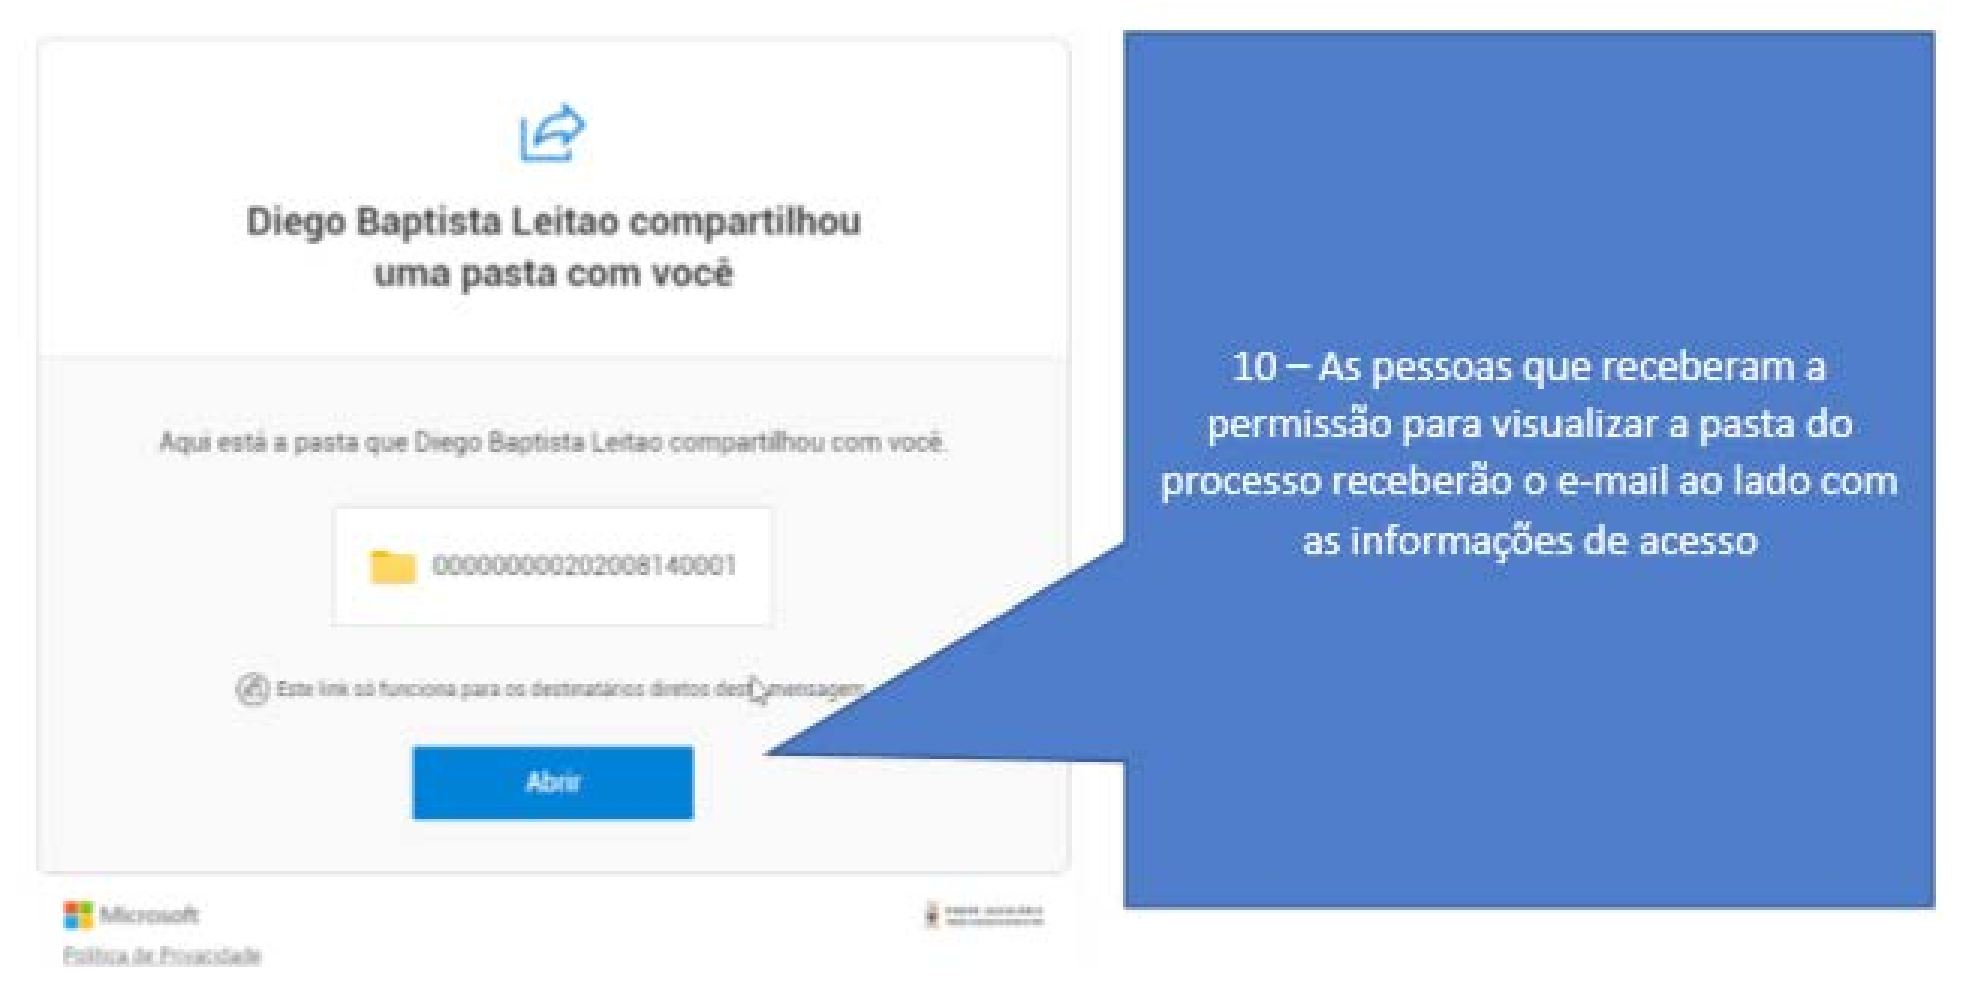 Diego Baptista Leitao compartilhou
uma pasta com você
Aqui está a pasta que Diego Baptista Leitao compartilhou com você.
000000000202008140001
Este link só funciona para os destinatários diretos desta mensagem
Abrir
Microsoft
Política de Privacidade
10 – As pessoas que receberam a
permissão para visualizar a pasta do
processo receberão o e-mail ao lado com
as informações de acesso